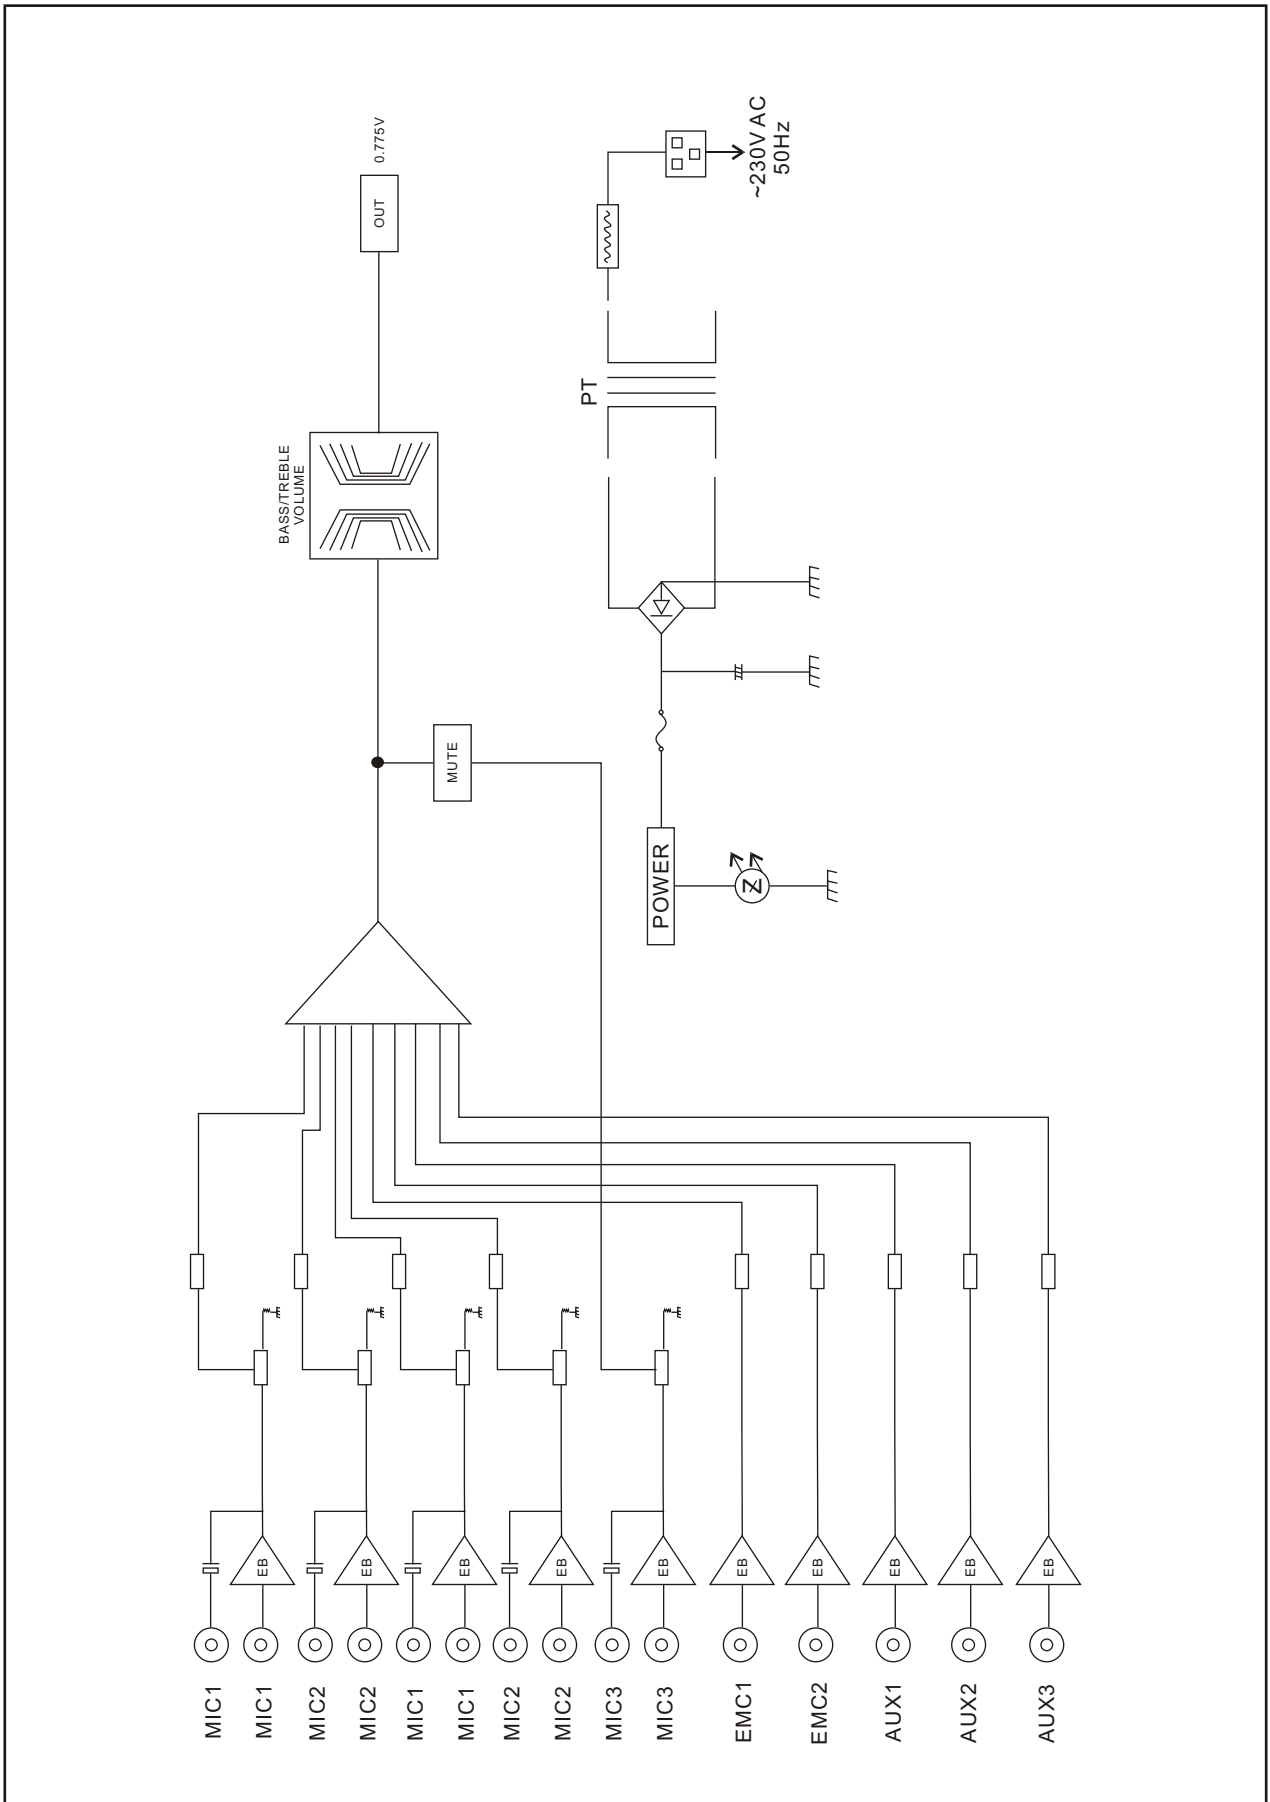 MIC1
MIC1
MIC2
MIC2
MIC1
MIC1
MIC2
MIC2
MIC3
MIC3
EMC1
EMC2
AUX1
AUX2
AUX3
EB
EB
EB
EB
EB
EB
EB
EB
EB
EB
MUTE
BASS/TREBLE
VOLUME
OUT
0.775V
POWER
Z
PT
~230V AC
50Hz